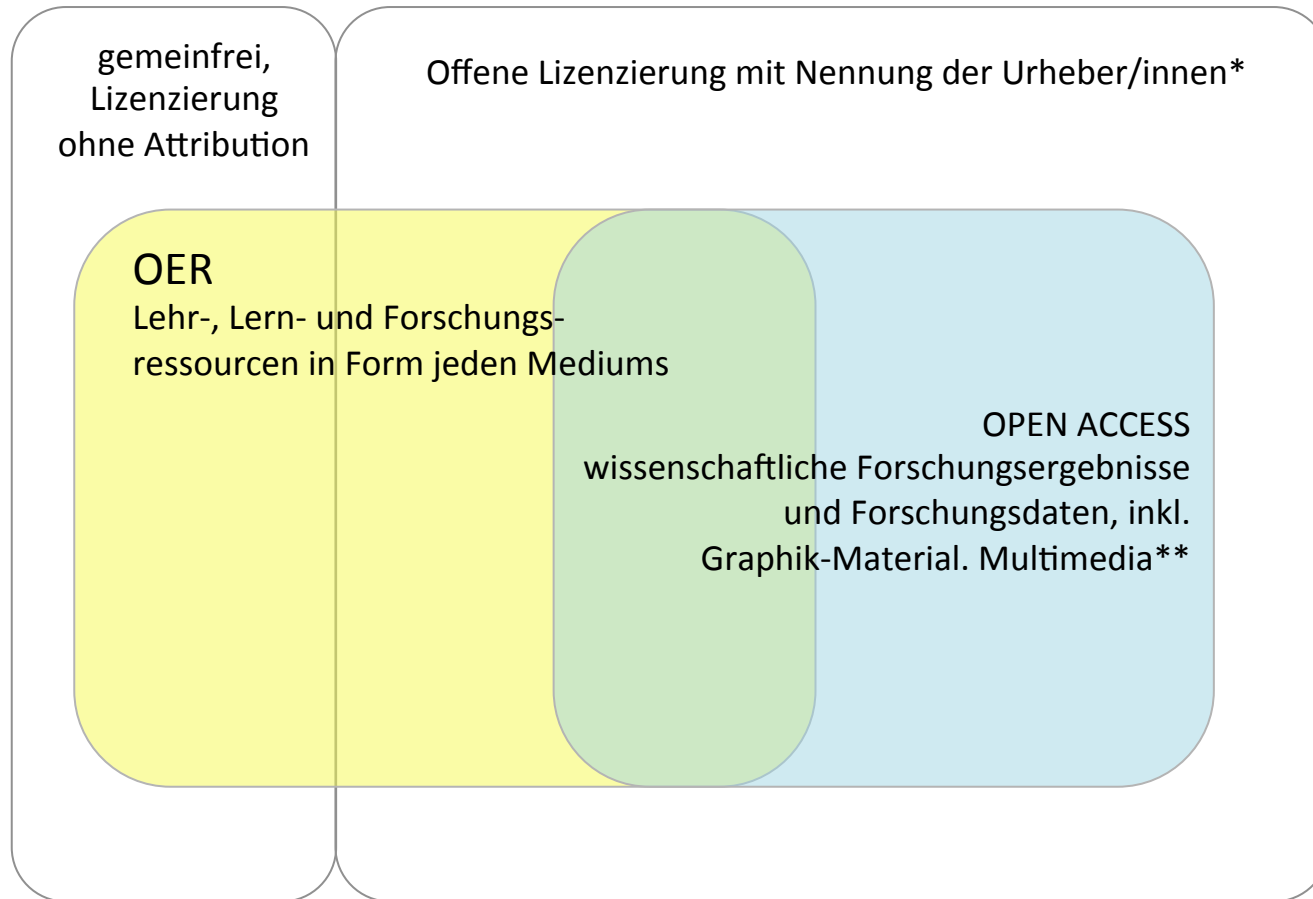 gemeinfrei,
Lizenzierung
ohne Attribution
Offene Lizenzierung mit Nennung der Urheber/innen*
OER
Lehr-, Lern- und Forschungs-
ressourcen in Form jeden Mediums
OPEN ACCESS
wissenschaftliche Forschungsergebnisse
und Forschungsdaten, inkl.
Graphik-Material. Multimedia**